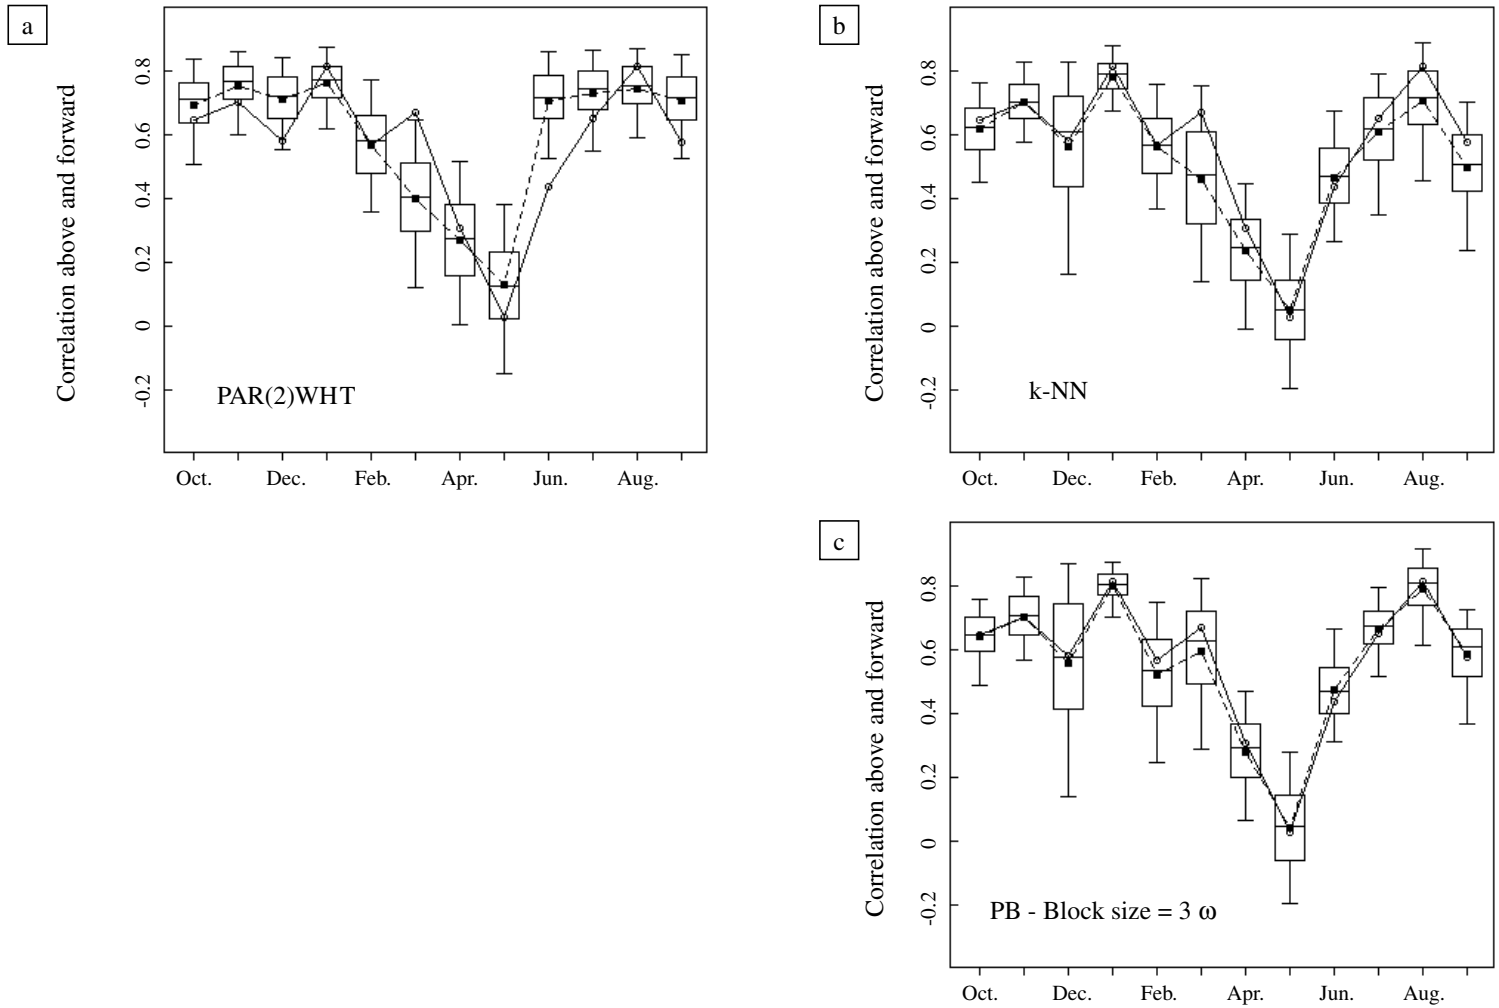 a
Correlation above and forward
0.8
0.6
0.4
0.2
0
-0.2
PAR(2)WHT
Oct. Dec. Feb. Apr. Jun. Aug.
b
Correlation above and forward
0.8
0.6
0.4
0.2
0
-0.2
k-NN
Oct. Dec. Feb. Apr. Jun. Aug.
c
Correlation above and forward
0.8
0.6
0.4
0.2
0
-0.2
PB - Block size = 3 ω
Oct. Dec. Feb. Apr. Jun. Aug.